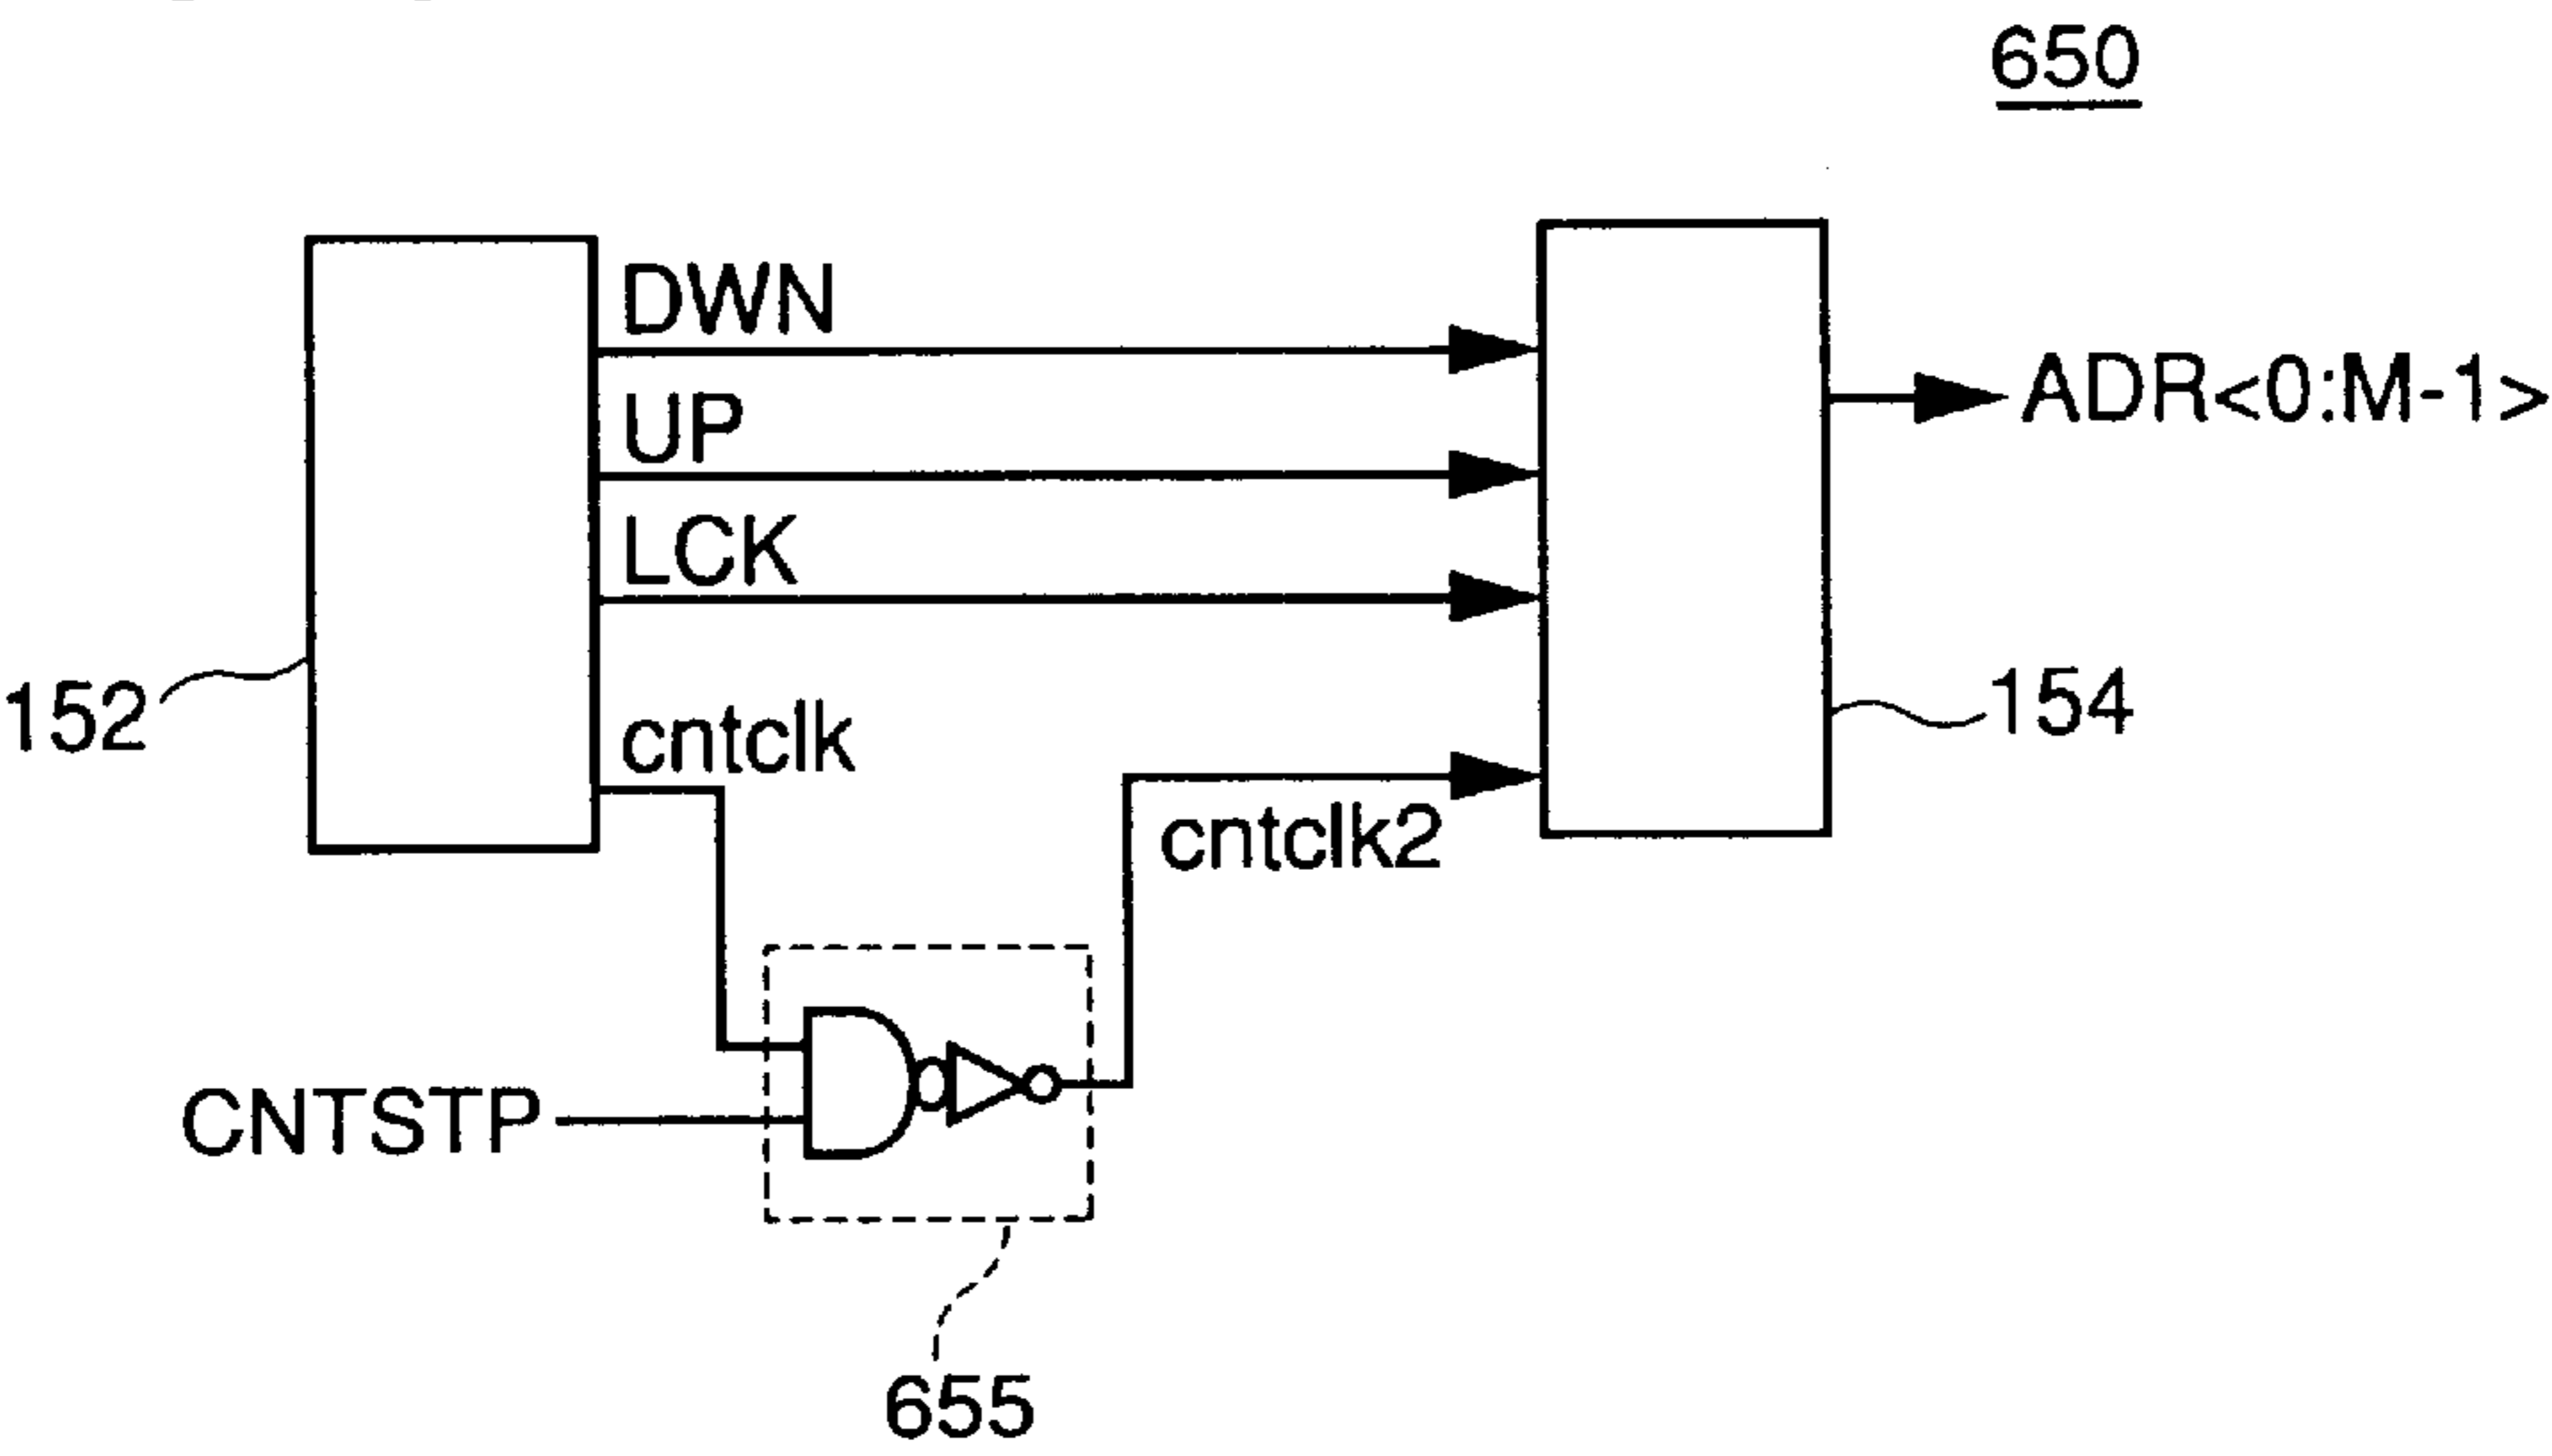 650
DWN
UP
ADR<0:M-1>
LCK
152
cntclk
154
cntclk2
CNTSTP
655